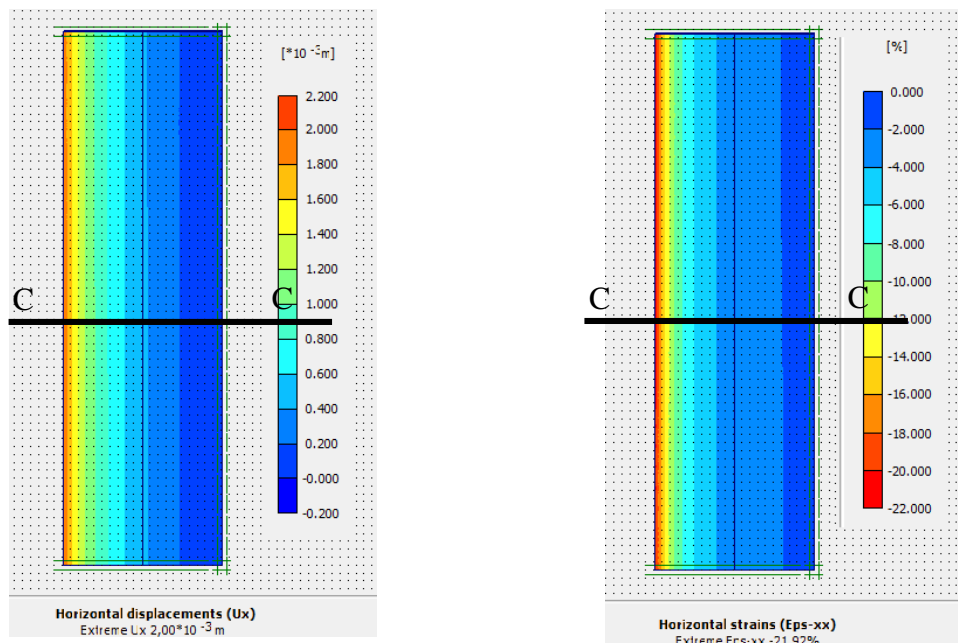 [*10 -3 m]
2.200
2.000
1.800
1.600
1.400
1.200
1.000
0.800
0.600
0.400
0.200
-0.000
-0.200
C
C
Horizontal displacements (Ux)
Extreme Ux 2,00*10 -3 m
[%]
0.000
-2.000
-4.000
-6.000
-8.000
-10.000
-12.000
-14.000
-16.000
-18.000
-20.000
-22.000
C
C
Horizontal strains (Eps-xx)
Extreme Eps-xx -21,92%